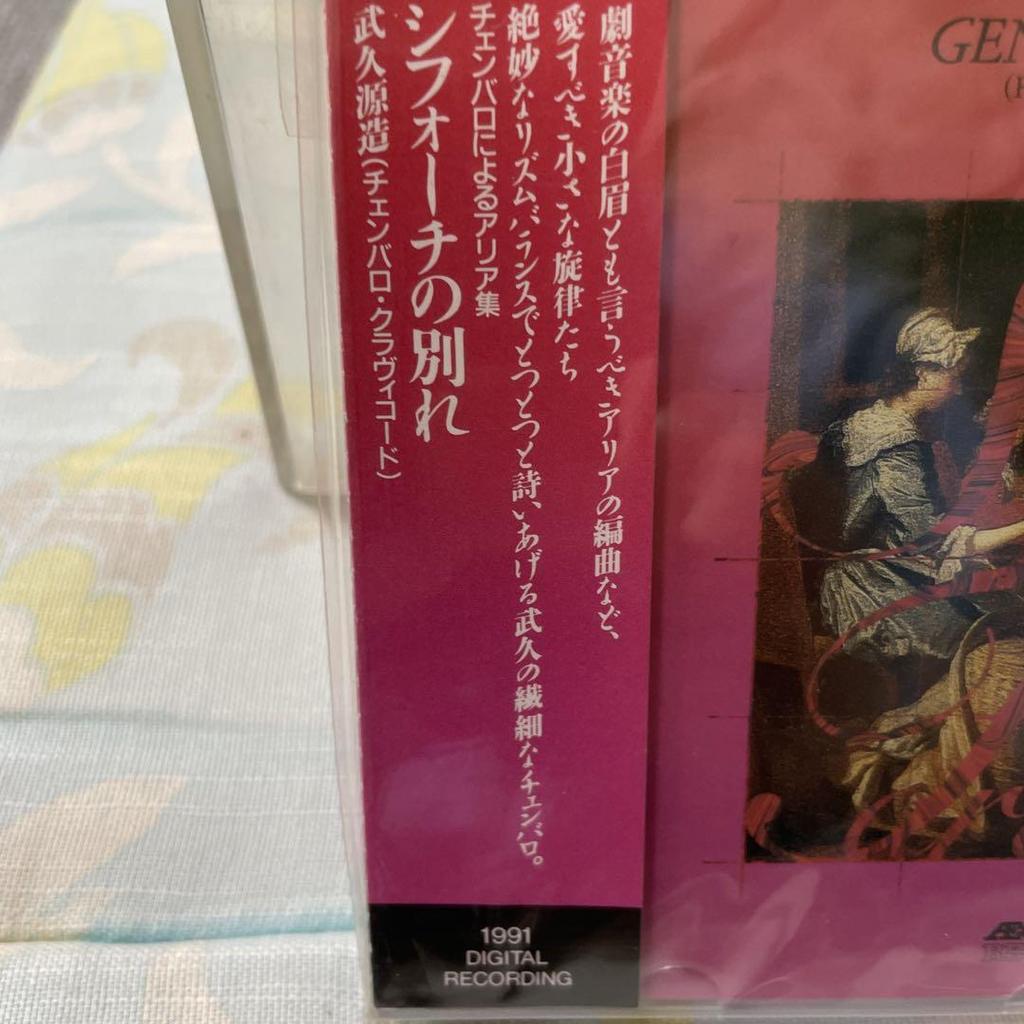 劇音楽の白眉とも言うべきアリアの編曲など、
愛すべき小さな旋律たち
絶妙なリズムバランスでとつとつと詩いあげる武久の繊細なチェンバロ。
チェンバロによるアリア集
シフォーチの別れ
武久源造(チェンバロ・クラヴィコード)
1991
DIGITAL
RECORDING
GEN